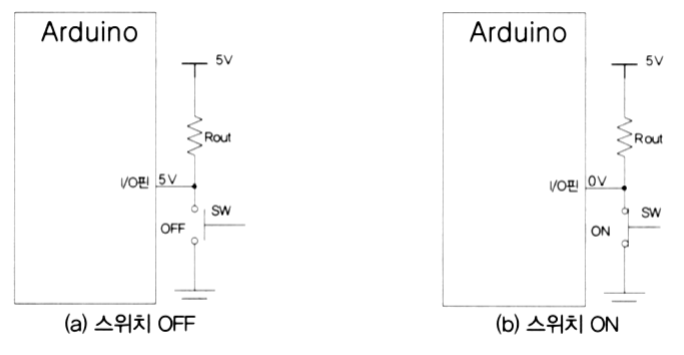 Arduino
5V
Rout
I/O핀 5V
SW
OFF
(a) 스위치 OFF
Arduino
5V
Rout
I/O핀 0V
SW
ON
(b) 스위치 ON